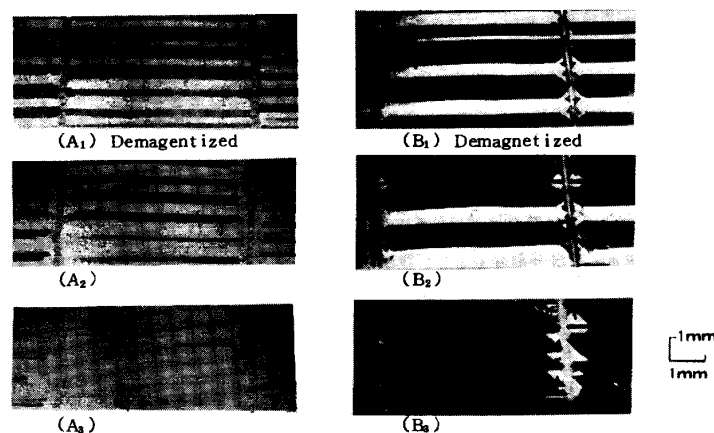 (A₁) Demagentized
(B₁) Demagnetized
(A₂)
(B₂)
1mm
1mm
(A₃)
(B₃)